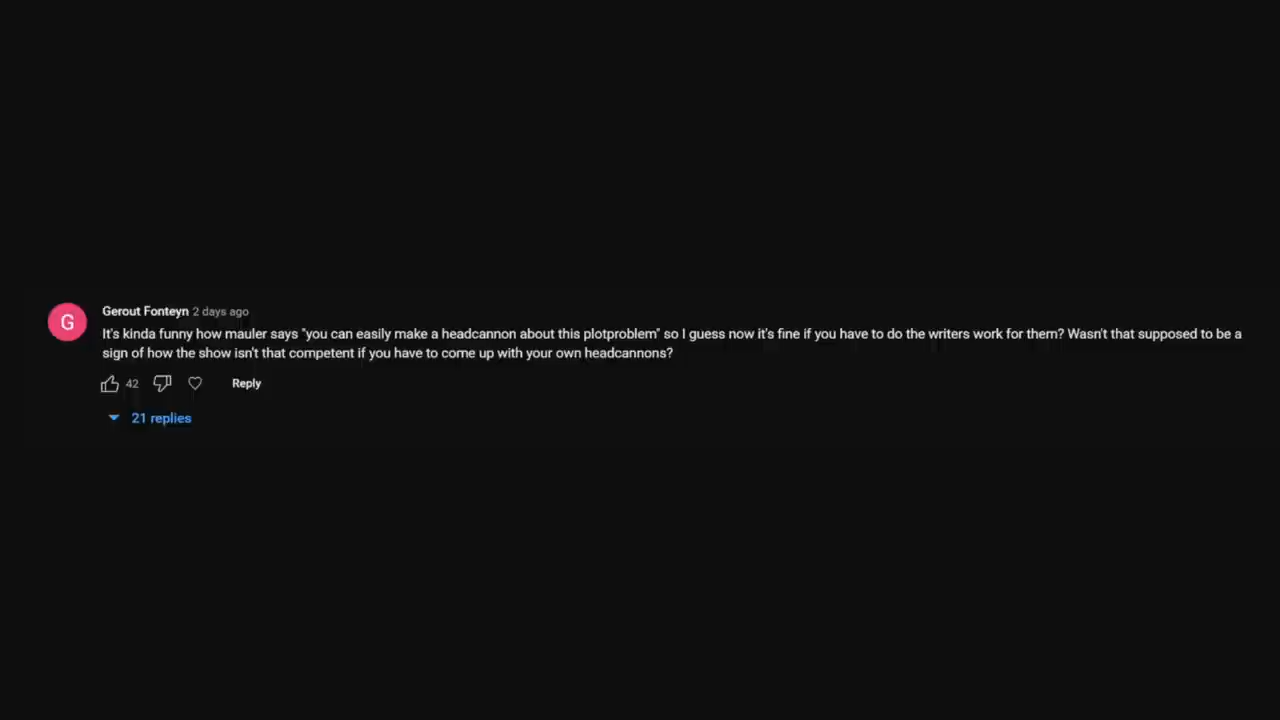 G
Gerout Fonteyn 2 days ago
It's kinda funny how mauler says "you can easily make a headcannon about this plotproblem" so I guess now it's fine if you have to do the writers work for them? Wasn't that supposed to be a
sign of how the show isn't that competent if you have to come up with your own headcannons?
42 Reply
21 replies